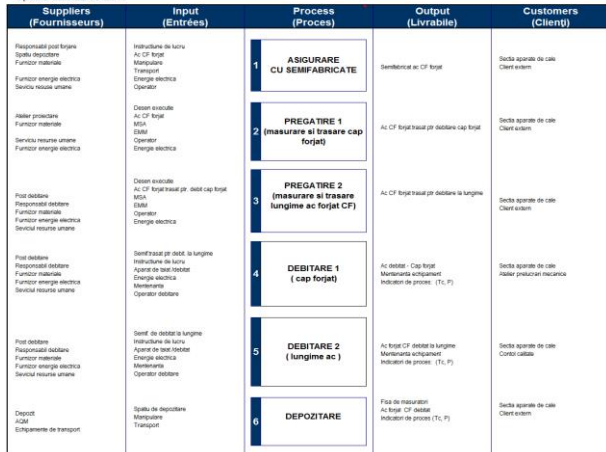 Suppliers
(Fournisseurs)
Input
(Entrées)
Process
(Proces)
Output
(Livrabile)
Customers
(Clienţi)
Responsabil post forjare
Spatiu depozitare
Furnizor materiale
Furnizor energie electrica
Seviciu resuse umane
Instructiune de lucru
Ac CF forjat
Manipulare
Transport
Energie electrica
Operator
1
ASIGURARE
CU SEMIFABRICATE
Semifabricat ac CF forjat
Sectia aparate de cale
Client extern
Atelier proiectare
Furnizor materiale
Serviciu resurse umane
Furnizor energie electrica
Desen executie
Ac CF forjat
MSA
EMM
Operator
Energie electrica
2
PREGATIRE 1
(masurare si trasare cap
forjat)
Ac CF forjat trasat ptr debitare cap forjat
Sectia aparate de cale
Client extern
Post debitare
Responsabil debitare
Furnizor materiale
Furnizor energie electrica
Seviciul resurse umane
Desen executie
Ac CF forjat trasat ptr. debit cap forjat
MSA
EMM
Operator
Energie electrica
3
PREGATIRE 2
(masurare si trasare
lungime ac forjat CF)
Ac CF forjat trasat ptr debitare la lungime
Sectia aparate de cale
Client extern
Post debitare
Responsabil debitare
Furnizor materiale
Furnizor energie electrica
Seviciul resurse umane
Semif.trasat ptr debit. la lungime
Instructiune de lucru
Aparat de taiat /debitat
Energie electrica
Mentenanta
Operator debitare
4
DEBITARE 1
( cap forjat)
Ac debitat - Cap forjat
Mentenanta echipament
Indicatori de proces: (Tc, P)
Sectia aparate de cale
Atelier prelucrari mecanice
Post debitare
Responsabil debitare
Furnizor materiale
Furnizor energie electrica
Seviciul resurse umane
Semif. de debitat la lungime
Instructiune de lucru
Aparat de taiat /debitat
Energie electrica
Mentenanta
Operator debitare
5
DEBITARE 2
( lungime ac )
Ac forjat CF debitat la lungime
Mentenanta echipament
Indicatori de proces: (Tc, P)
Sectia aparate de cale
Contol calitate
Depozit
AQM
Echipamente de transport
Spatiu de depozitare
Manipulare
Transport
6
DEPOZITARE
Fisa de masuratori
Ac forjat CF debitat
Indicatori de proces (Tc, P)
Sectia aparate de cale
Client extern